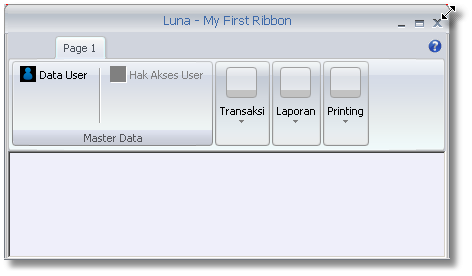 Luna - My First Ribbon
Page 1
Data User
Hak Akses User
Transaksi
Laporan
Printing
Master Data